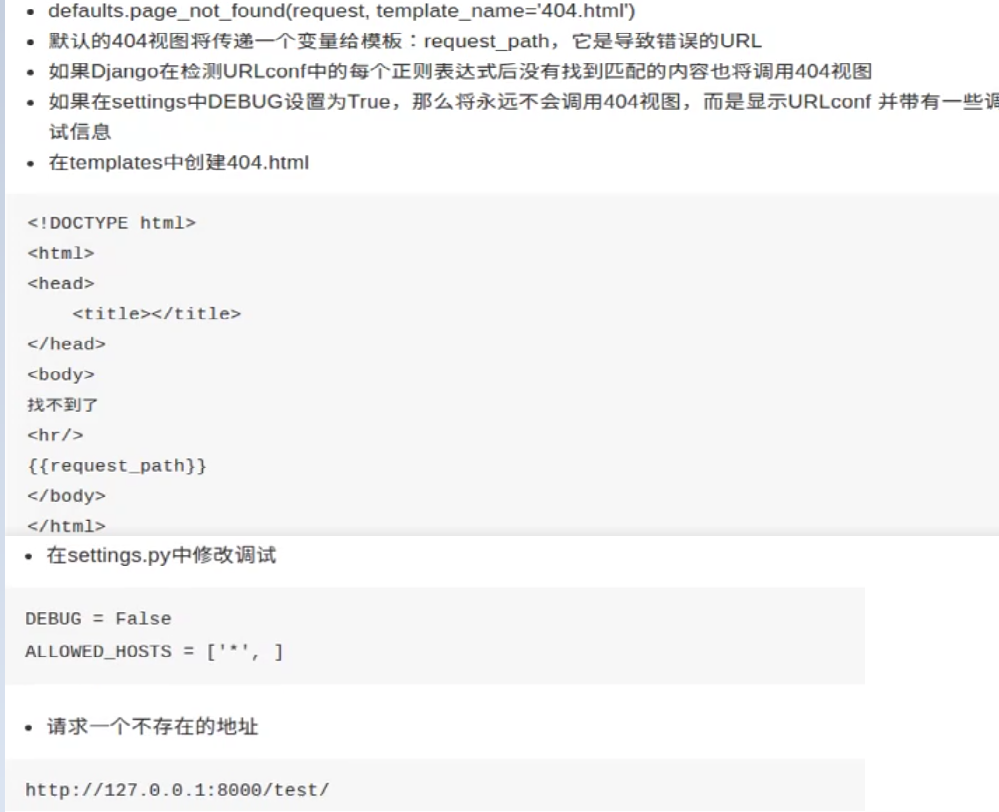 defaults.page_not_found(request, template_name='404.html')
默认的404视图将传递一个变量给模板：request_path，它是导致错误的URL
如果Django在检测URLconf中的每个正则表达式后没有找到匹配的内容也将调用404视图
如果在settings中DEBUG设置为True，那么将永远不会调用404视图，而是显示URLconf 并带有一些调
试信息
在templates中创建404.html
<!DOCTYPE html>
<html>
<head>
    <title></title>
</head>
<body>
找不到了
<hr/>
{{request_path}}
</body>
</html>
在settings.py中修改调试
DEBUG = False
ALLOWED_HOSTS = ['*', ]
请求一个不存在的地址
http://127.0.0.1:8000/test/